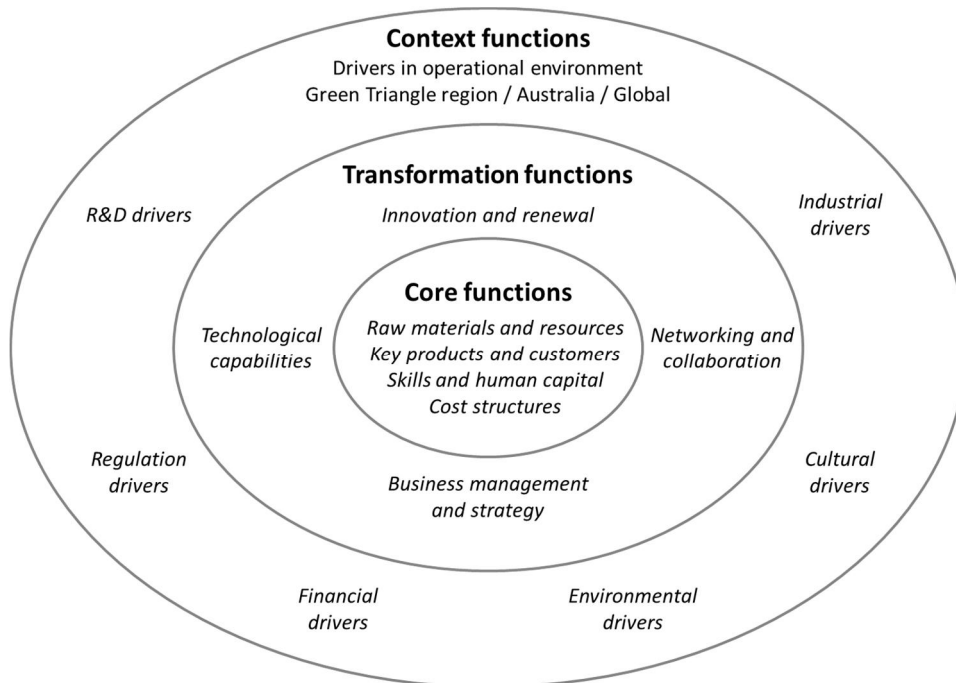 Context functions
Drivers in operational environment
Green Triangle region / Australia / Global
Transformation functions
Innovation and renewal
R&D drivers
Industrial
drivers
Core functions
Raw materials and resources
Key products and customers
Skills and human capital
Cost structures
Technological
capabilities
Networking and
collaboration
Regulation
drivers
Business management
and strategy
Cultural
drivers
Financial
drivers
Environmental
drivers